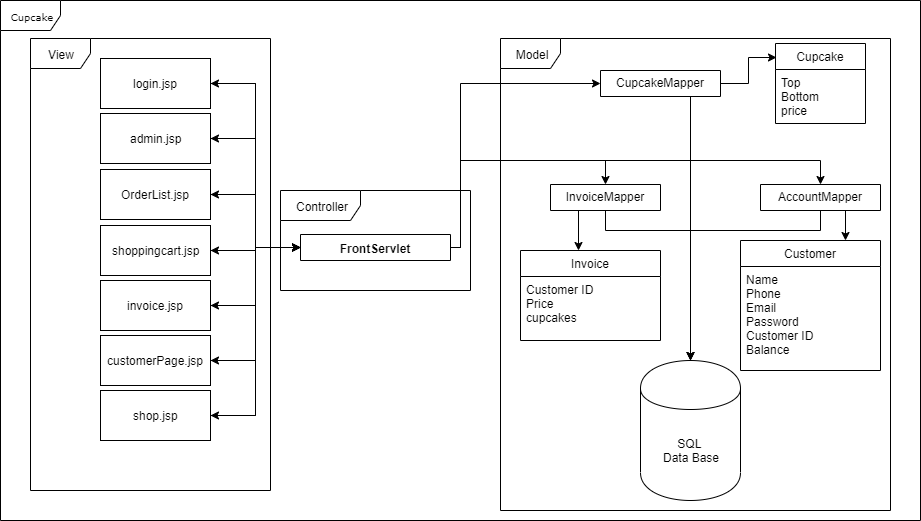 Cupcake
View
login.jsp
admin.jsp
OrderList.jsp
shoppingcart.jsp
invoice.jsp
customerPage.jsp
shop.jsp
Controller
FrontServlet
Model
CupcakeMapper
Cupcake
Top
Bottom
price
InvoiceMapper
AccountMapper
Invoice
Customer ID
Price
cupcakes
Customer
Name
Phone
Email
Password
Customer ID
Balance
SQL
Data Base